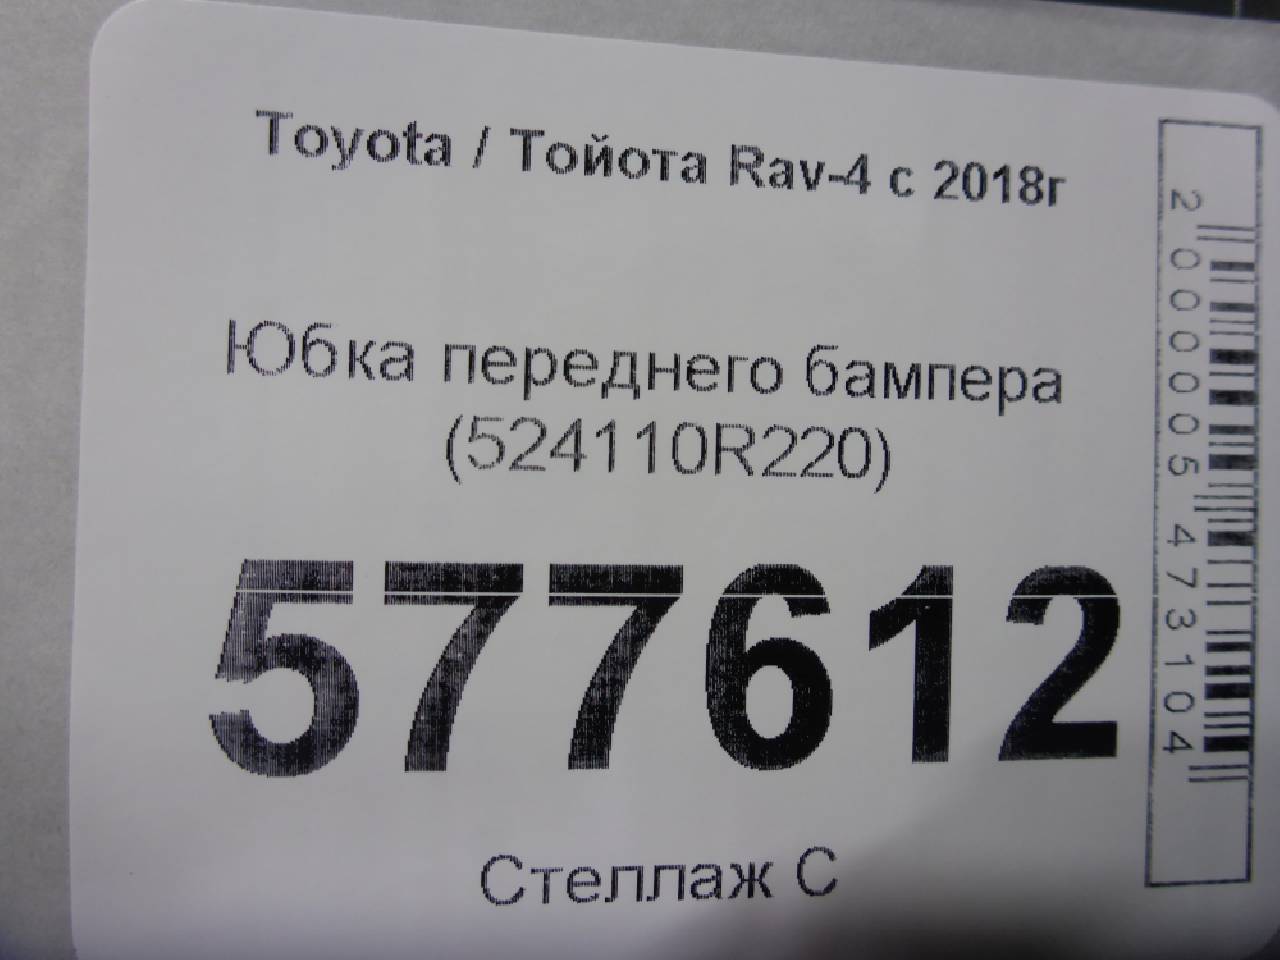 Toyota / Тойота Rav-4 с 2018г
Юбка переднего бампера
(524110R220)
577612
Стеллаж С
2000005473104